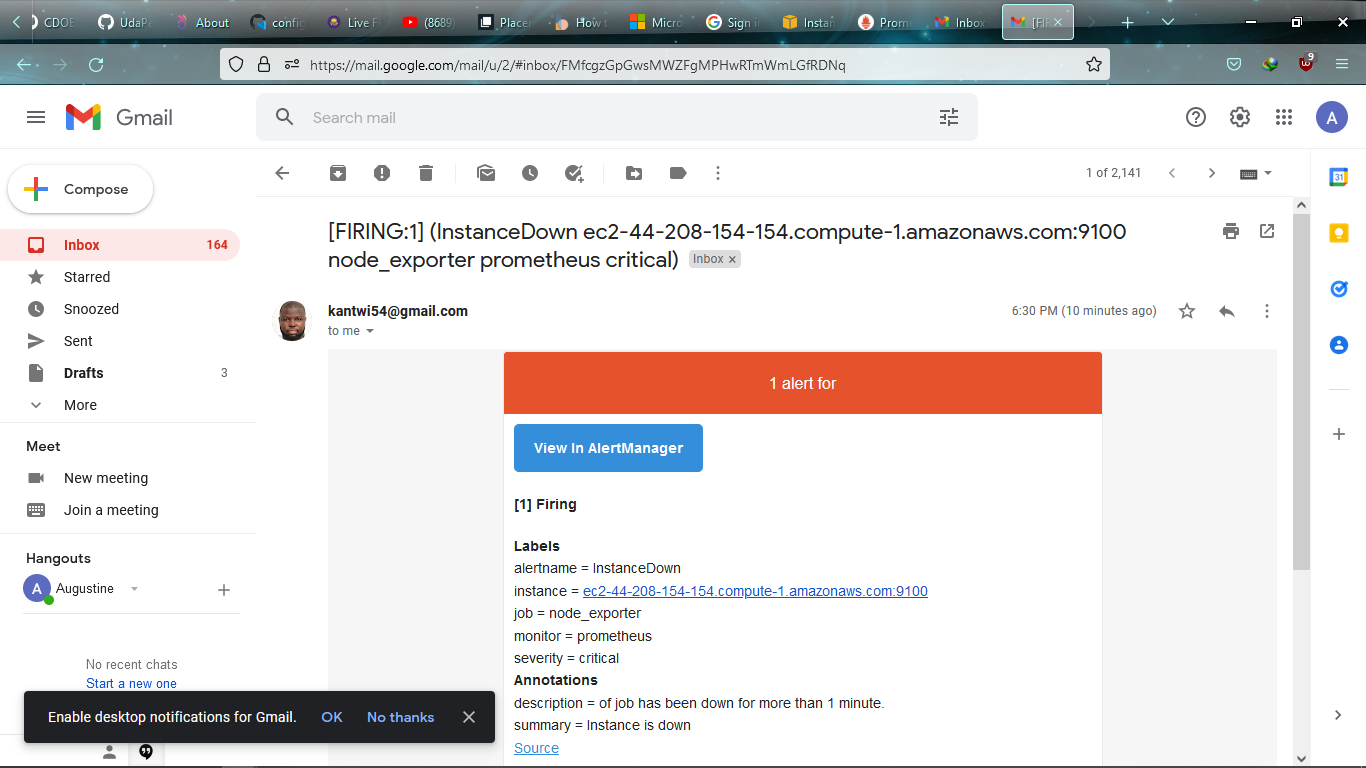 CDOE
UdaPe
About
config
Live F
(8689)
Placem
How t
Micro
Sign in
Instan
Prome
Inbox
[FIR
https://mail.google.com/mail/u/2/#inbox/FMfcgzGpGwsMWZFgMPHwRTmWmLGfRDNq
9
Gmail
Search mail
A
Compose
1 of 2,141
31
Inbox 164
Starred
Snoozed
Sent
Drafts 3
More
Meet
New meeting
Join a meeting
Hangouts
A Augustine
No recent chats
Start a new one
[FIRING:1] (InstanceDown ec2-44-208-154-154.compute-1.amazonaws.com:9100
node_exporter prometheus critical) Inbox x
kantwi54@gmail.com 6:30 PM (10 minutes ago)
to me
1 alert for
View In AlertManager
[1] Firing
Labels
alertname = InstanceDown
instance = ec2-44-208-154-154.compute-1.amazonaws.com:9100
job = node_exporter
monitor = prometheus
severity = critical
Annotations
description = of job has been down for more than 1 minute.
summary = Instance is down
Source
Enable desktop notifications for Gmail. OK No thanks